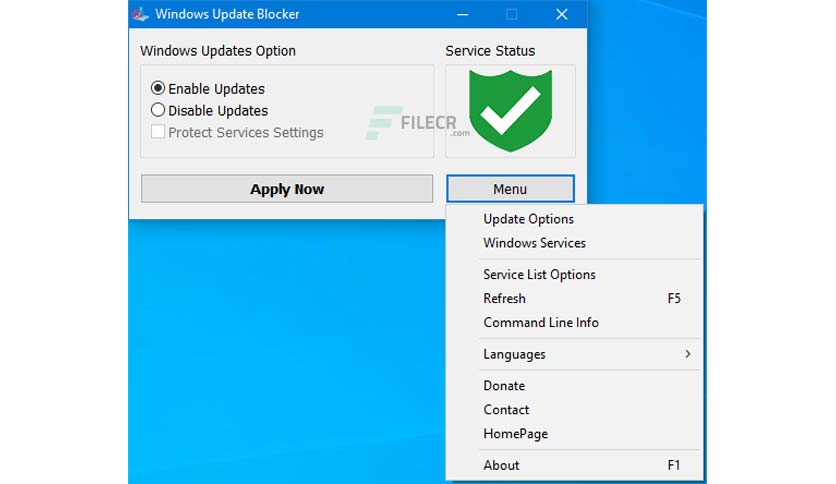 Windows Update Blocker
Windows Updates Option
Service Status
Enable Updates
Disable Updates
Protect Services Settings
FILECR
.com
Apply Now
Menu
Update Options
Windows Services
Service List Options
Refresh F5
Command Line Info
Languages
Donate
Contact
HomePage
About F1